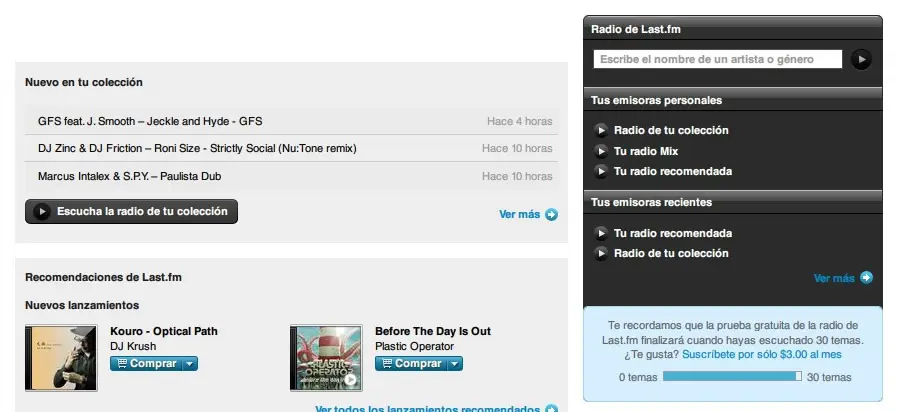 Nuevo en tu colección
GFS feat. J. Smooth – Jeckle and Hyde - GFS Hace 4 horas
DJ Zinc & DJ Friction – Roni Size - Strictly Social (Nu:Tone remix) Hace 10 horas
Marcus Intalex & S.P.Y. – Paulista Dub Hace 10 horas
Escucha la radio de tu colección
Ver más
Recomendaciones de Last.fm
Nuevos lanzamientos
Kouro - Optical Path
DJ Krush
Comprar
Before The Day Is Out
Plastic Operator
Comprar
PLASTIC
OPERATOR
Ver todos los lanzamientos recomendados
Radio de Last.fm
Escribe el nombre de un artista o género
Tus emisoras personales
Radio de tu colección
Tu radio Mix
Tu radio recomendada
Tus emisoras recientes
Tu radio recomendada
Radio de tu colección
Ver más
Te recordamos que la prueba gratuita de la radio de
Last.fm finalizará cuando hayas escuchado 30 temas.
¿Te gusta? Suscríbete por sólo $3.00 al mes
0 temas 30 temas